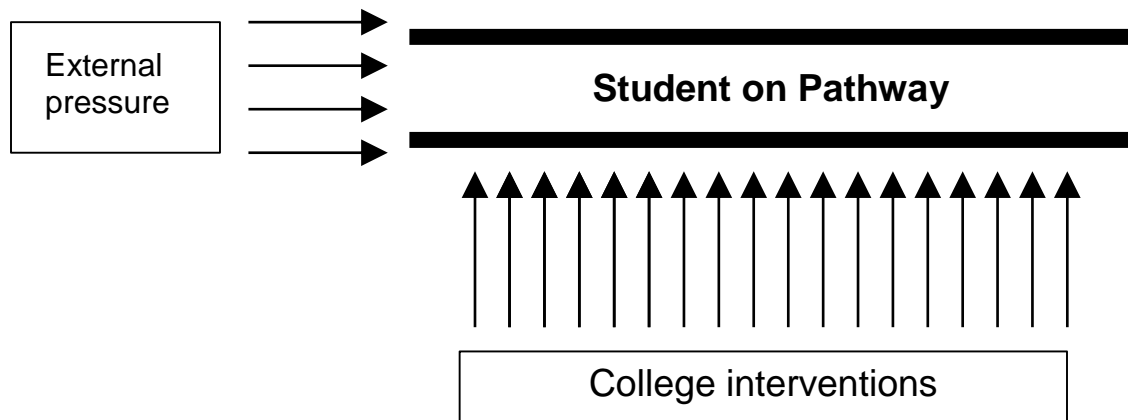 External
pressure
Student on Pathway
College interventions